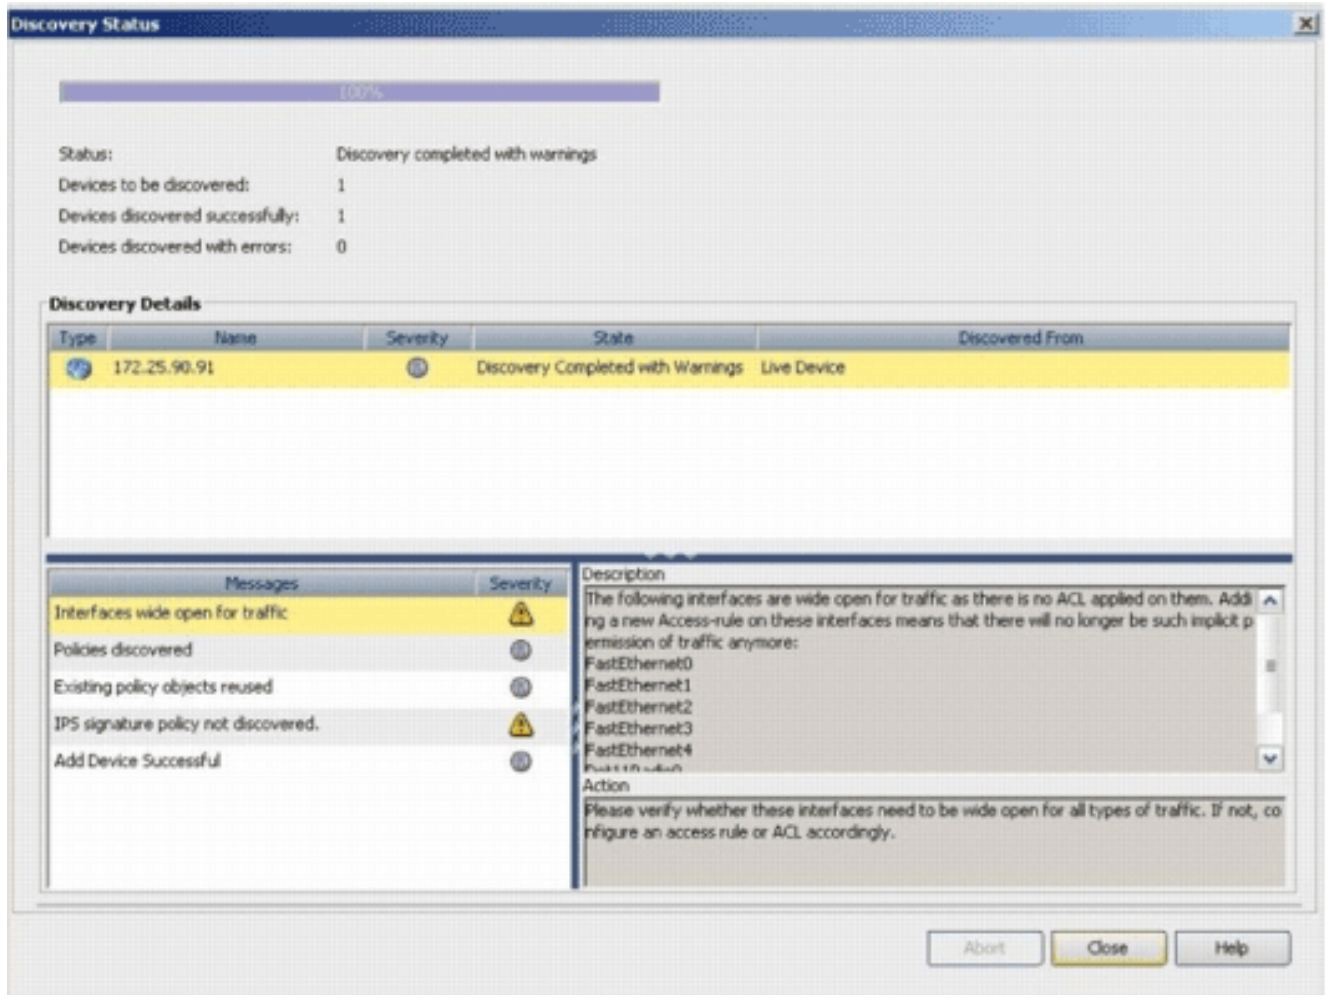 Discovery Status
100%
Status: Discovery completed with warnings
Devices to be discovered: 1
Devices discovered successfully: 1
Devices discovered with errors: 0
Discovery Details
Type Name Severity State Discovered From
172.25.90.91 Discovery Completed with Warnings Live Device
Messages Severity
Interfaces wide open for traffic
Policies discovered
Existing policy objects reused
IPS signature policy not discovered.
Add Device Successful
Description
The following interfaces are wide open for traffic as there is no ACL applied on them. Addi
ng a new Access-rule on these interfaces means that there will no longer be such implicit p
ermission of traffic anymore:
FastEthernet0
FastEthernet1
FastEthernet2
FastEthernet3
FastEthernet4
Action
Please verify whether these interfaces need to be wide open for all types of traffic. If not, co
nfigure an access rule or ACL accordingly.
Abort Close Help